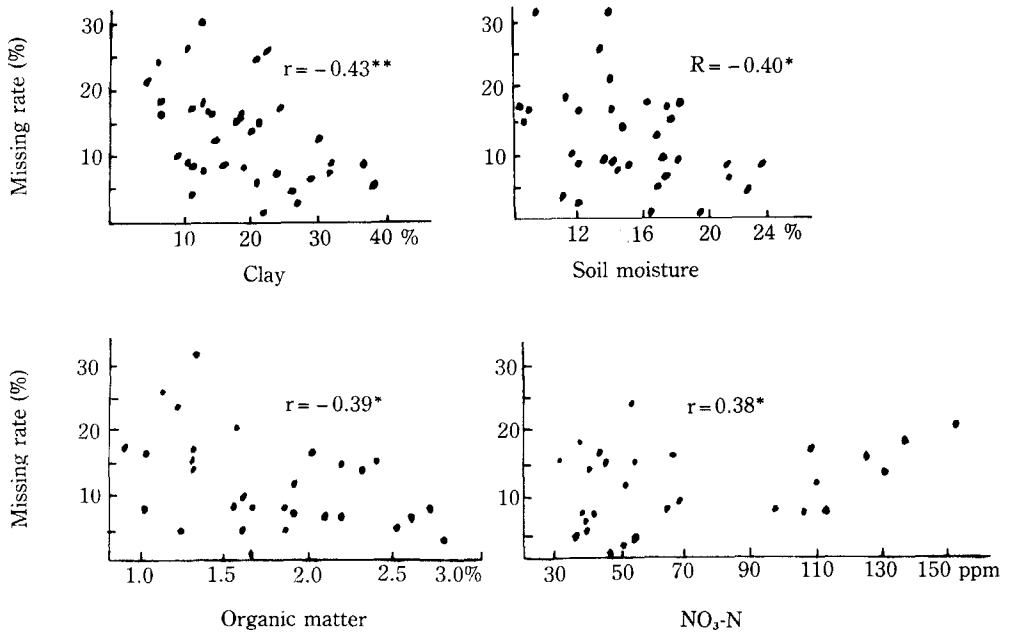 Missing rate (%)
30
20
10
r = −0.43**
10 20 30 40 %
Clay
30
20
10
R = −0.40*
12 16 20 24 %
Soil moisture
Missing rate (%)
30
20
10
r = −0.39*
1.0 1.5 2.0 2.5 3.0%
Organic matter
30
20
10
r = 0.38*
30 50 70 90 110 130 150 ppm
NO₃-N